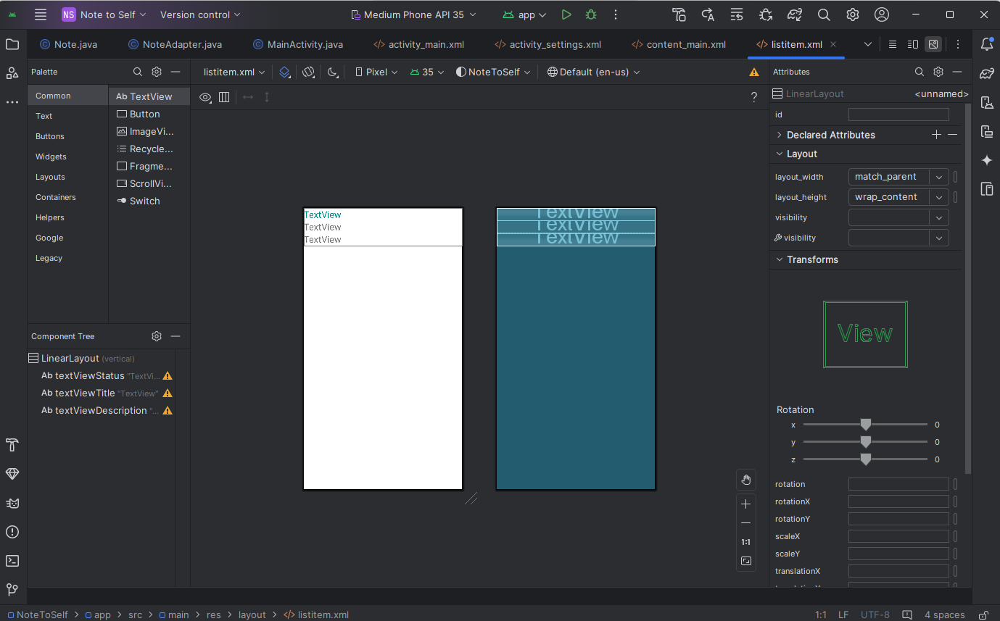 NS Note to Self Version control Medium Phone API 35 app
Note.java NoteAdapter.java MainActivity.java activity_main.xml activity_settings.xml content_main.xml listitem.xml
Palette
Common
Text
Buttons
Widgets
Layouts
Containers
Helpers
Google
Legacy
Ab TextView
Button
ImageVi...
Recycle...
Fragme...
ScrollVi...
Switch
listitem.xml Pixel 35 NoteToSelf Default (en-us)
?
Component Tree
LinearLayout (vertical)
Ab textViewStatus "TextVi...
Ab textViewTitle "TextView"
Ab textViewDescription "...
TextView
TextView
TextView
TextView
TextView
TextView
1:1
Attributes
LinearLayout <unnamed>
id
Declared Attributes
Layout
layout_width match_parent
layout_height wrap_content
visibility
visibility
Transforms
View
Rotation
x 0
y 0
z 0
rotation
rotationX
rotationY
scaleX
scaleY
translationX
NoteToSelf > app > src > main > res > layout > listitem.xml 1:1 LF UTF-8 4 spaces